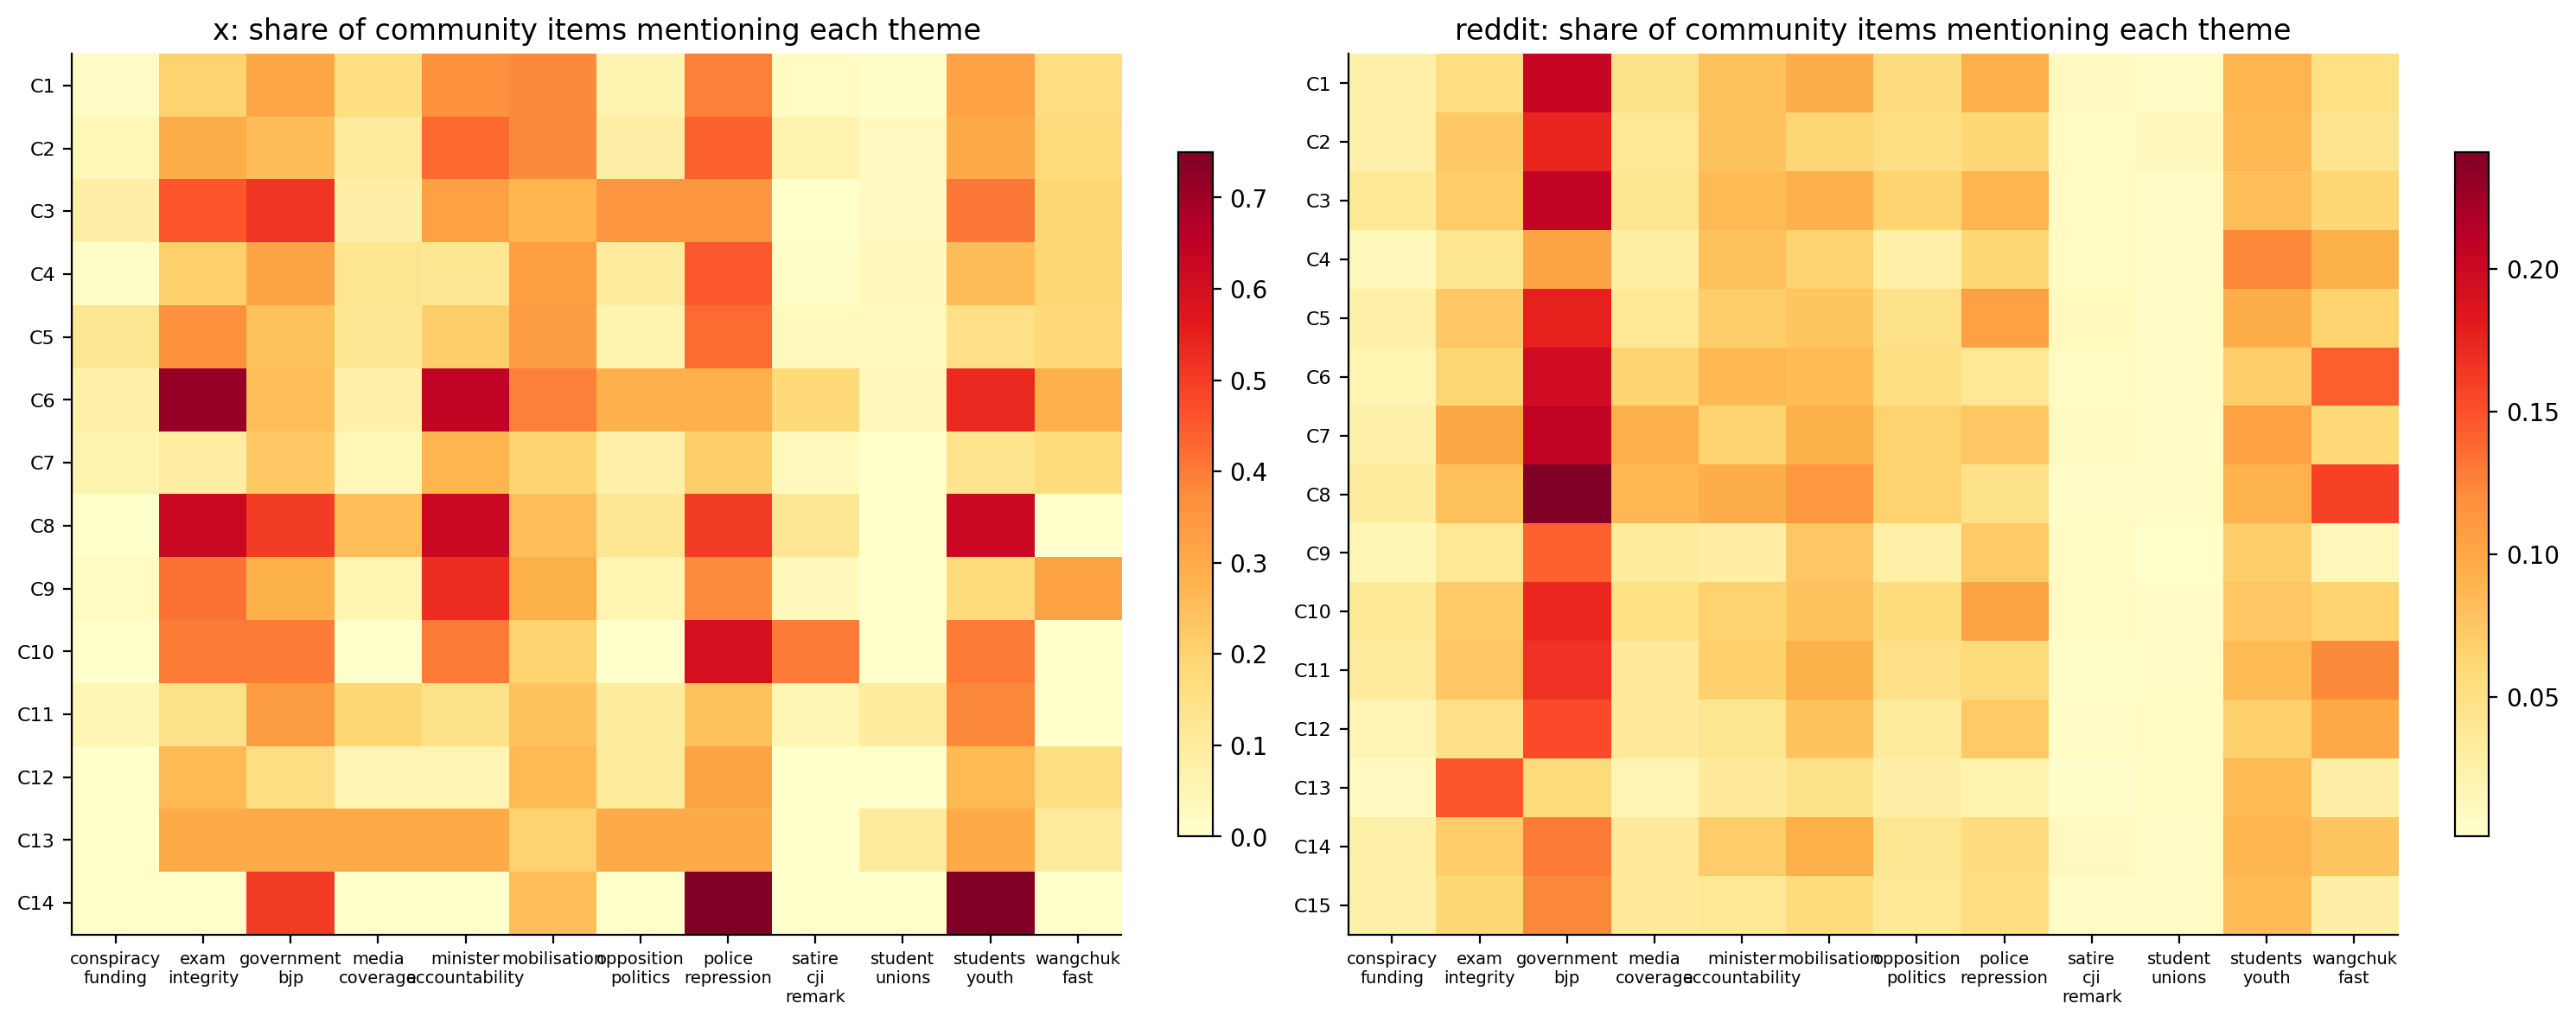 x: share of community items mentioning each theme
C1
C2
C3
C4
C5
C6
C7
C8
C9
C10
C11
C12
C13
C14
conspiracy funding
exam integrity
government bjp
media coverage
minister accountability
mobilisation
opposition politics
police repression
satire cji remark
student unions
students youth
wangchuk fast
0.7
0.6
0.5
0.4
0.3
0.2
0.1
0.0
reddit: share of community items mentioning each theme
C1
C2
C3
C4
C5
C6
C7
C8
C9
C10
C11
C12
C13
C14
C15
conspiracy funding
exam integrity
government bjp
media coverage
minister accountability
mobilisation
opposition politics
police repression
satire cji remark
student unions
students youth
wangchuk fast
0.20
0.15
0.10
0.05